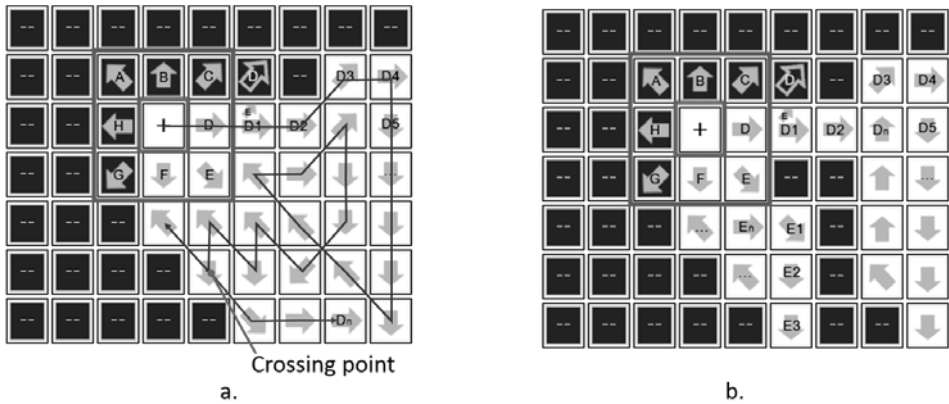 -- -- -- -- -- -- -- -- --
-- -- A B C D -- D3 D4
E
-- -- H + D D1 D2 D5
-- -- G F E ...
-- -- --
-- -- -- --
-- -- -- -- -- Dn
Crossing point
a.
-- -- -- -- -- -- -- -- --
-- -- A B C D -- D3 D4
E
-- -- H + D D1 D2 Dn D5
-- -- G F E -- -- ...
-- -- -- ... En E1 --
-- -- -- -- ... E2 --
-- -- -- -- -- E3 -- --
b.